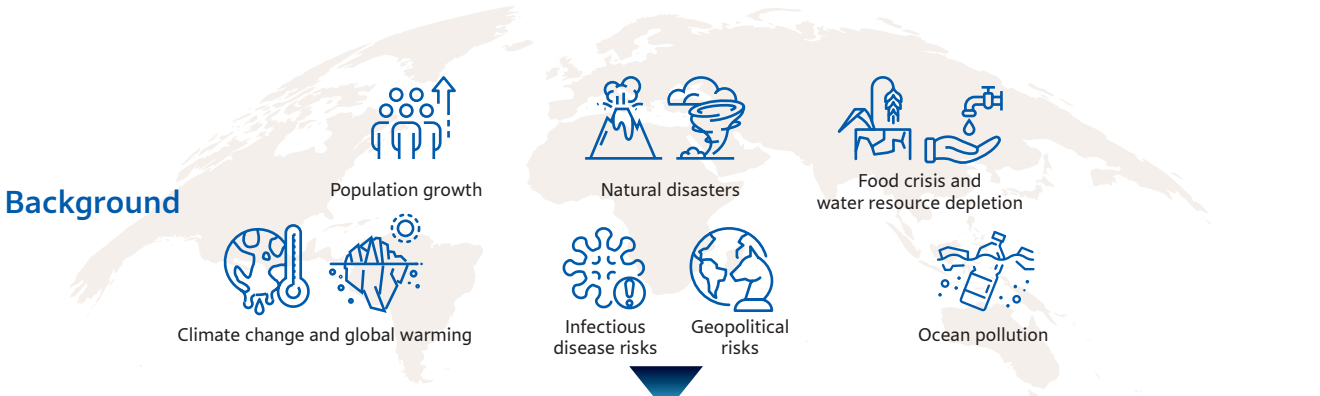 Background
Population growth
Natural disasters
Food crisis and
water resource depletion
Climate change and global warming
Infectious
disease risks
Geopolitical
risks
Ocean pollution